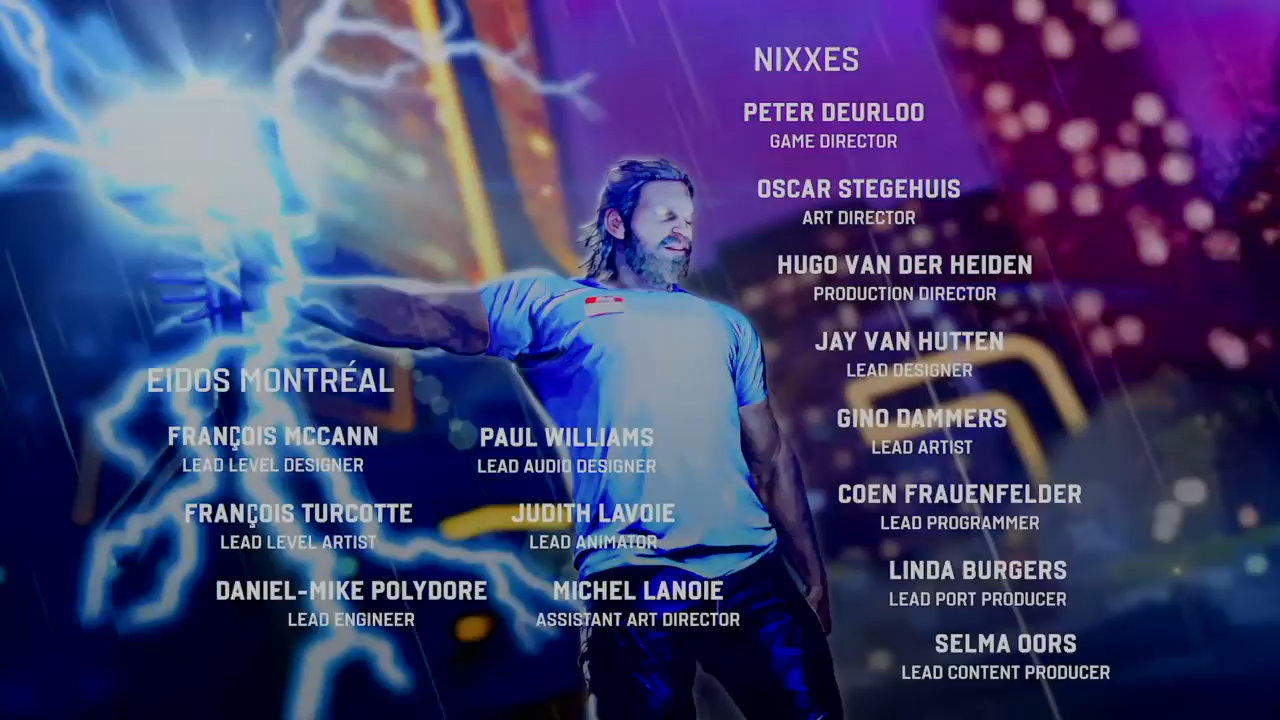 NIXXES
PETER DEURLOO
GAME DIRECTOR
OSCAR STEGEHUIS
ART DIRECTOR
HUGO VAN DER HEIDEN
PRODUCTION DIRECTOR
JAY VAN HUTTEN
LEAD DESIGNER
GINO DAMMERS
LEAD ARTIST
COEN FRAUENFELDER
LEAD PROGRAMMER
LINDA BURGERS
LEAD PORT PRODUCER
SELMA OORS
LEAD CONTENT PRODUCER
EIDOS MONTRÉAL
FRANÇOIS MCCANN
LEAD LEVEL DESIGNER
FRANÇOIS TURCOTTE
LEAD LEVEL ARTIST
DANIEL-MIKE POLYDORE
LEAD ENGINEER
PAUL WILLIAMS
LEAD AUDIO DESIGNER
JUDITH LAVOIE
LEAD ANIMATOR
MICHEL LANOIE
ASSISTANT ART DIRECTOR